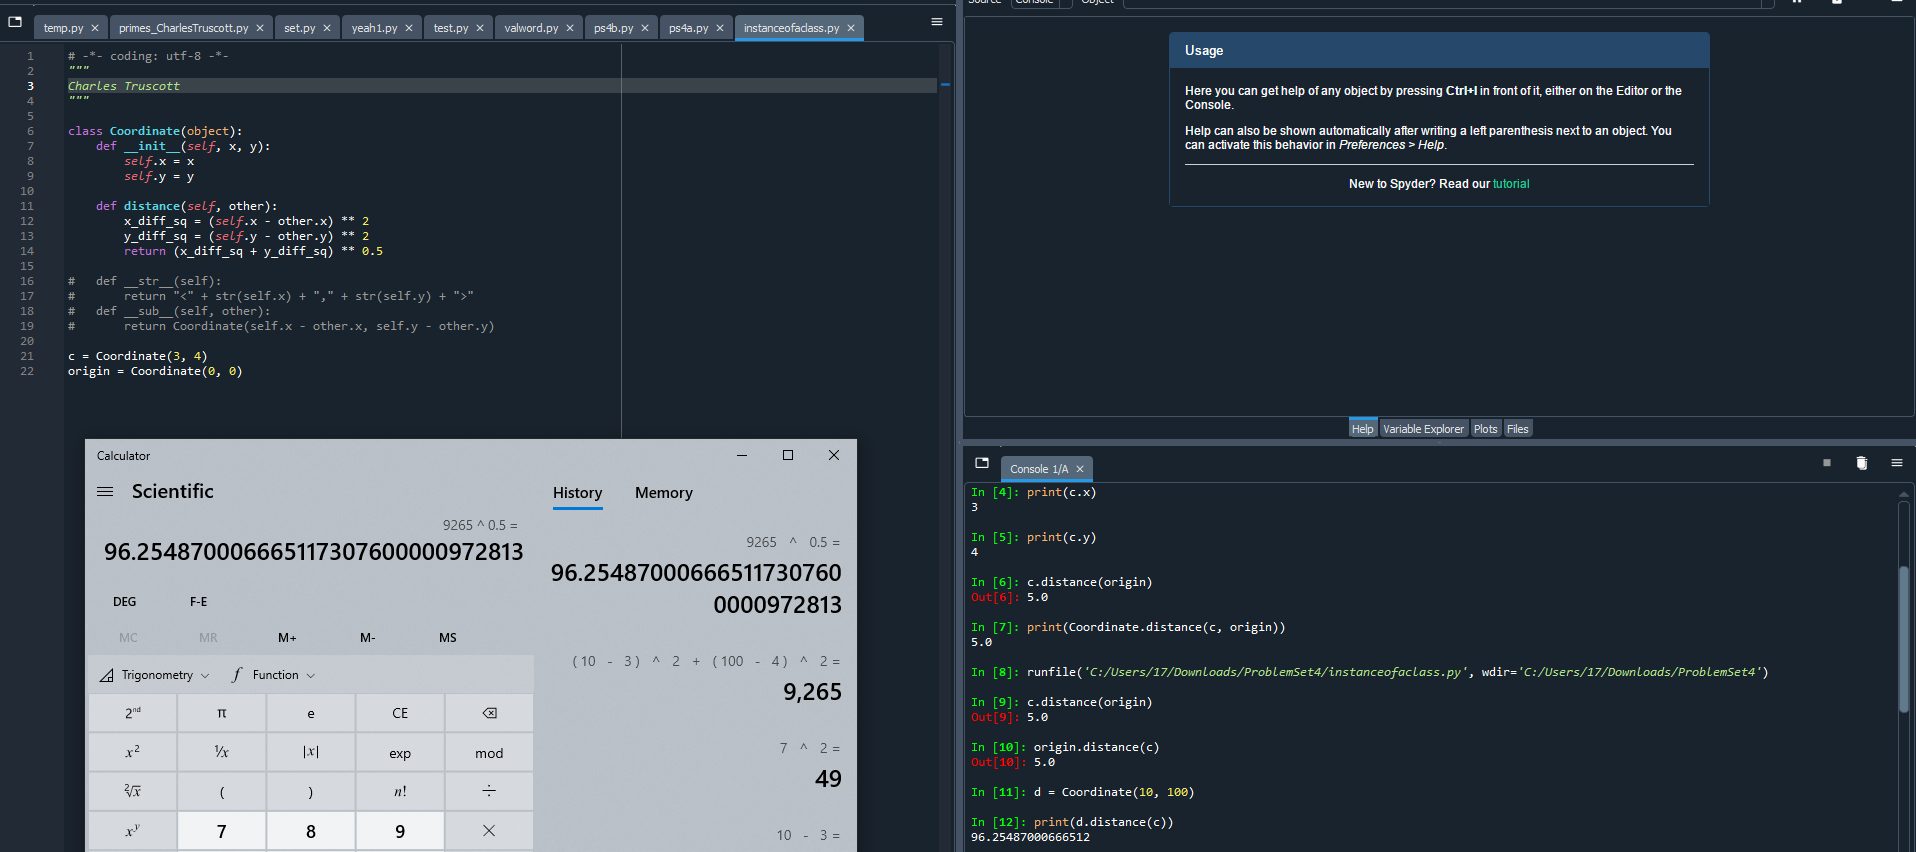 temp.py × primes_CharlesTruscott.py × set.py × yeah1.py × test.py × valword.py × ps4b.py × ps4a.py × instanceofaclass.py ×
1 # -*- coding: utf-8 -*-
2 """
3 Charles Truscott
4 """
5
6 class Coordinate(object):
7 def __init__(self, x, y):
8 self.x = x
9 self.y = y
10
11 def distance(self, other):
12 x_diff_sq = (self.x - other.x) ** 2
13 y_diff_sq = (self.y - other.y) ** 2
14 return (x_diff_sq + y_diff_sq) ** 0.5
15
16 # def __str__(self):
17 # return "<" + str(self.x) + "," + str(self.y) + ">"
18 # def __sub__(self, other):
19 # return Coordinate(self.x - other.x, self.y - other.y)
20
21 c = Coordinate(3, 4)
22 origin = Coordinate(0, 0)
Calculator
Scientific
9265 ^ 0.5 =
96.254870006665117307600000972813
DEG F-E
MC MR M+ M- MS
Trigonometry f Function
2ⁿᵈ π e CE
x² ¹/x |x| exp mod
²√x ( ) n! ÷
xʸ 7 8 9 ×
History Memory
9265 ^ 0.5 =
96.25487000666511730760
0000972813
(10 - 3) ^ 2 + (100 - 4) ^ 2 =
9,265
7 ^ 2 =
49
10 - 3 =
Source Console Object
Usage
Here you can get help of any object by pressing Ctrl+I in front of it, either on the Editor or the
Console.
Help can also be shown automatically after writing a left parenthesis next to an object. You
can activate this behavior in Preferences > Help.
New to Spyder? Read our tutorial
Help Variable Explorer Plots Files
Console 1/A ×
In [4]: print(c.x)
3
In [5]: print(c.y)
4
In [6]: c.distance(origin)
Out[6]: 5.0
In [7]: print(Coordinate.distance(c, origin))
5.0
In [8]: runfile('C:/Users/17/Downloads/ProblemSet4/instanceofaclass.py', wdir='C:/Users/17/Downloads/ProblemSet4')
In [9]: c.distance(origin)
Out[9]: 5.0
In [10]: origin.distance(c)
Out[10]: 5.0
In [11]: d = Coordinate(10, 100)
In [12]: print(d.distance(c))
96.25487000666512